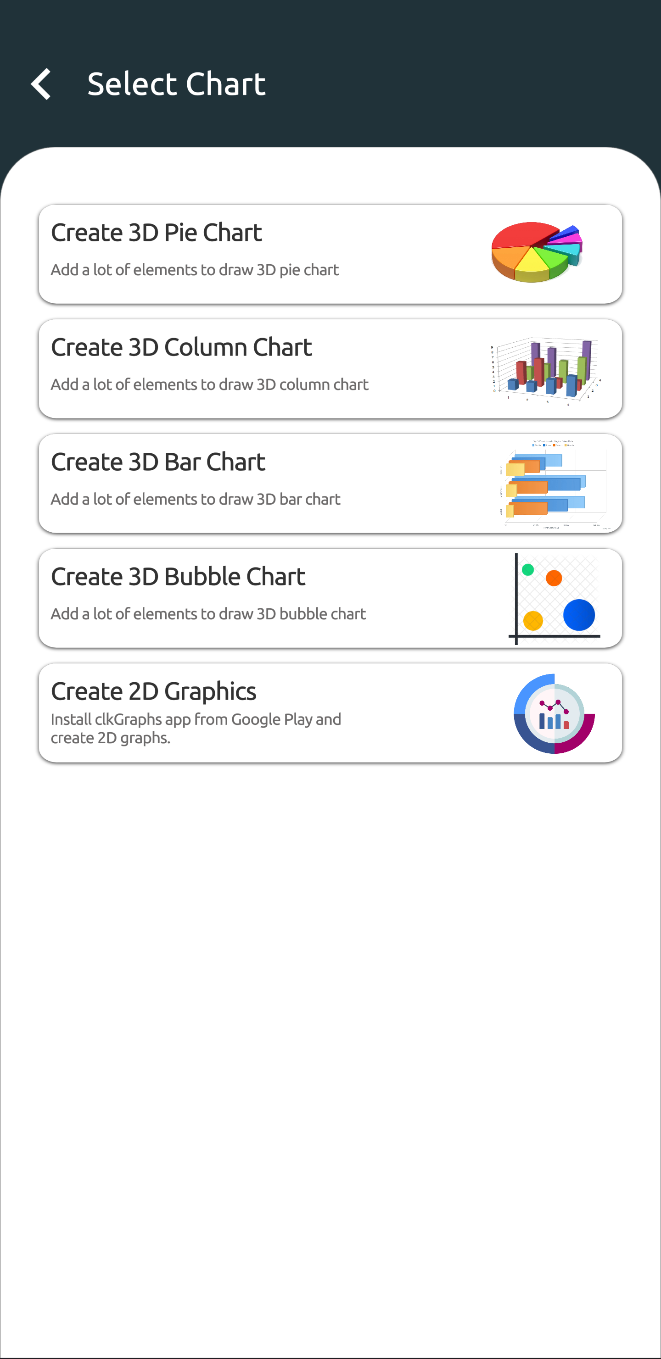 Select Chart
Create 3D Pie Chart
Add a lot of elements to draw 3D pie chart
Create 3D Column Chart
Add a lot of elements to draw 3D column chart
Create 3D Bar Chart
Add a lot of elements to draw 3D bar chart
Create 3D Bubble Chart
Add a lot of elements to draw 3D bubble chart
Create 2D Graphics
Install clkGraphs app from Google Play and
create 2D graphs.